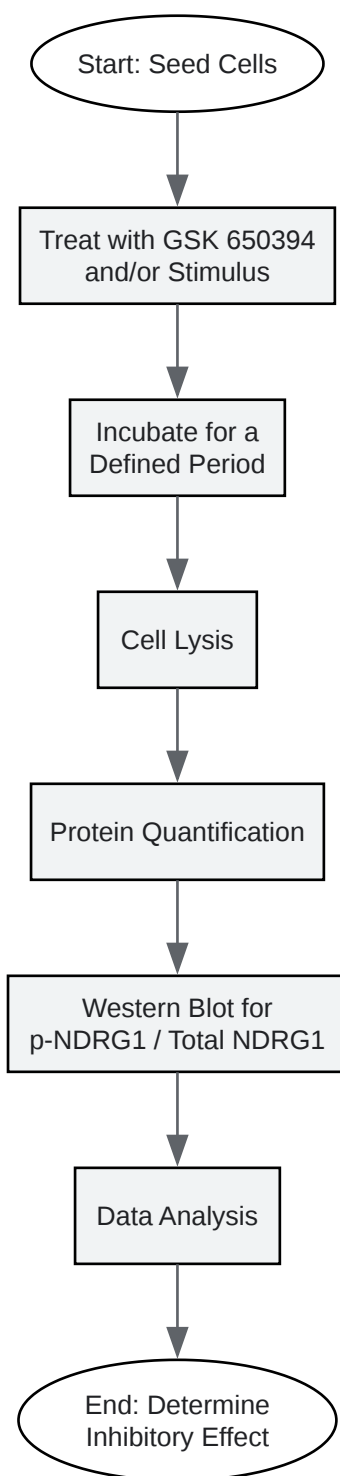 Start: Seed Cells
Treat with GSK 650394
and/or Stimulus
Incubate for a
Defined Period
Cell Lysis
Protein Quantification
Western Blot for
p-NDRG1 / Total NDRG1
Data Analysis
End: Determine
Inhibitory Effect